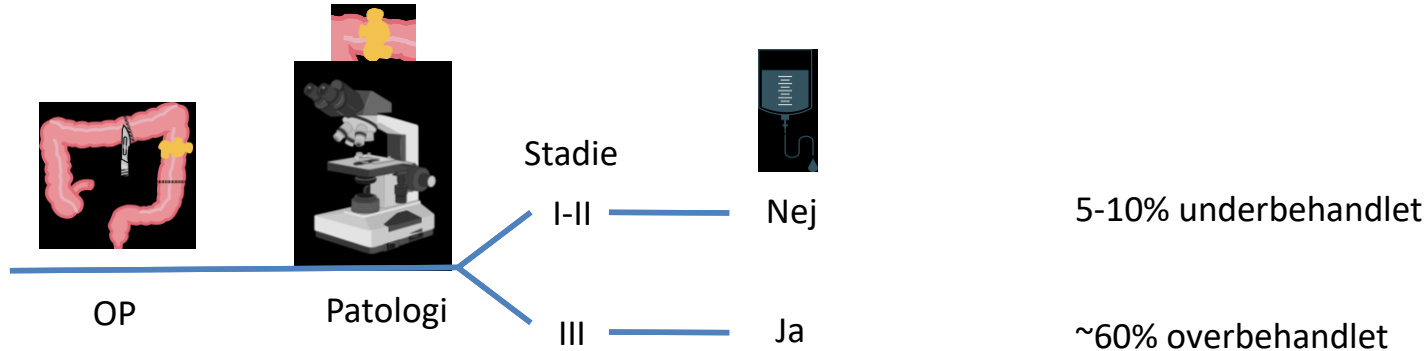 Stadie
I-II
Nej
5-10% underbehandlet
OP
Patologi
III
Ja
~60% overbehandlet